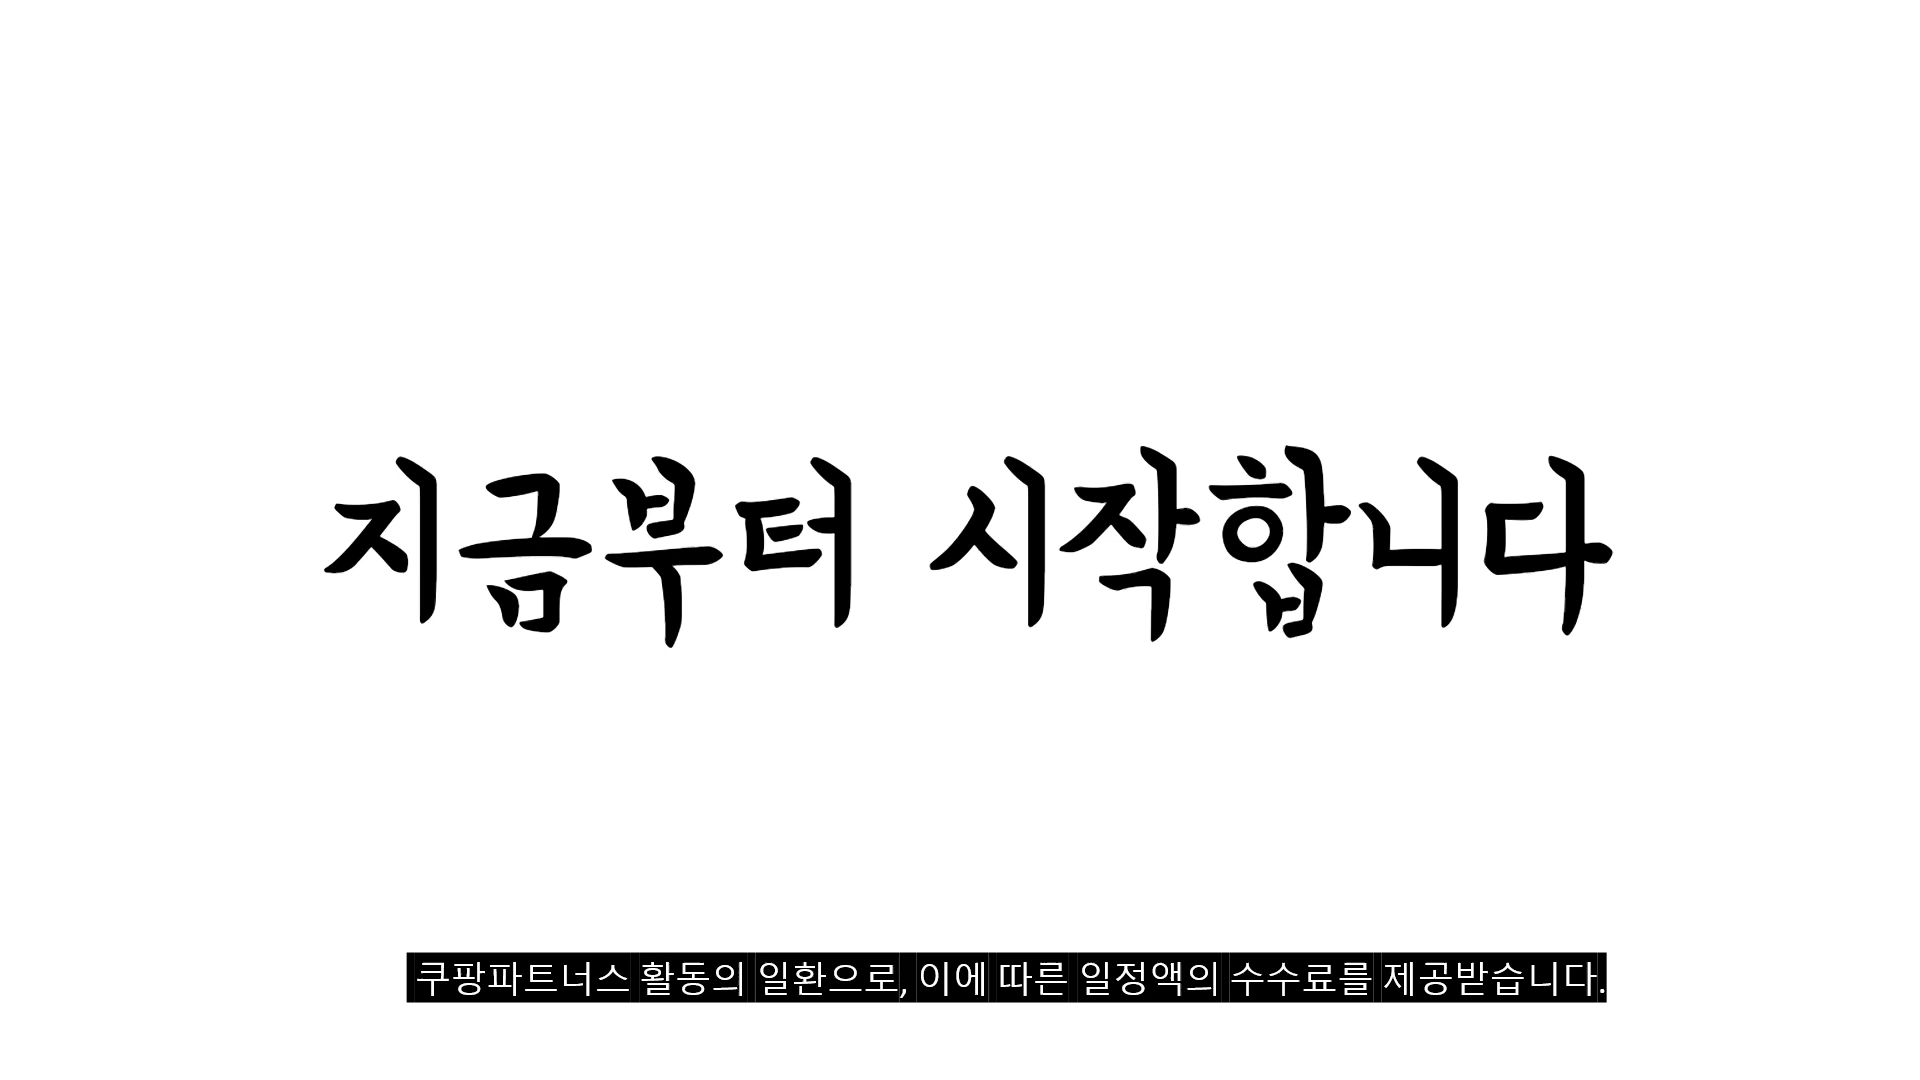 지금부터 시작합니다
쿠팡파트너스 활동의 일환으로, 이에 따른 일정액의 수수료를 제공받습니다.